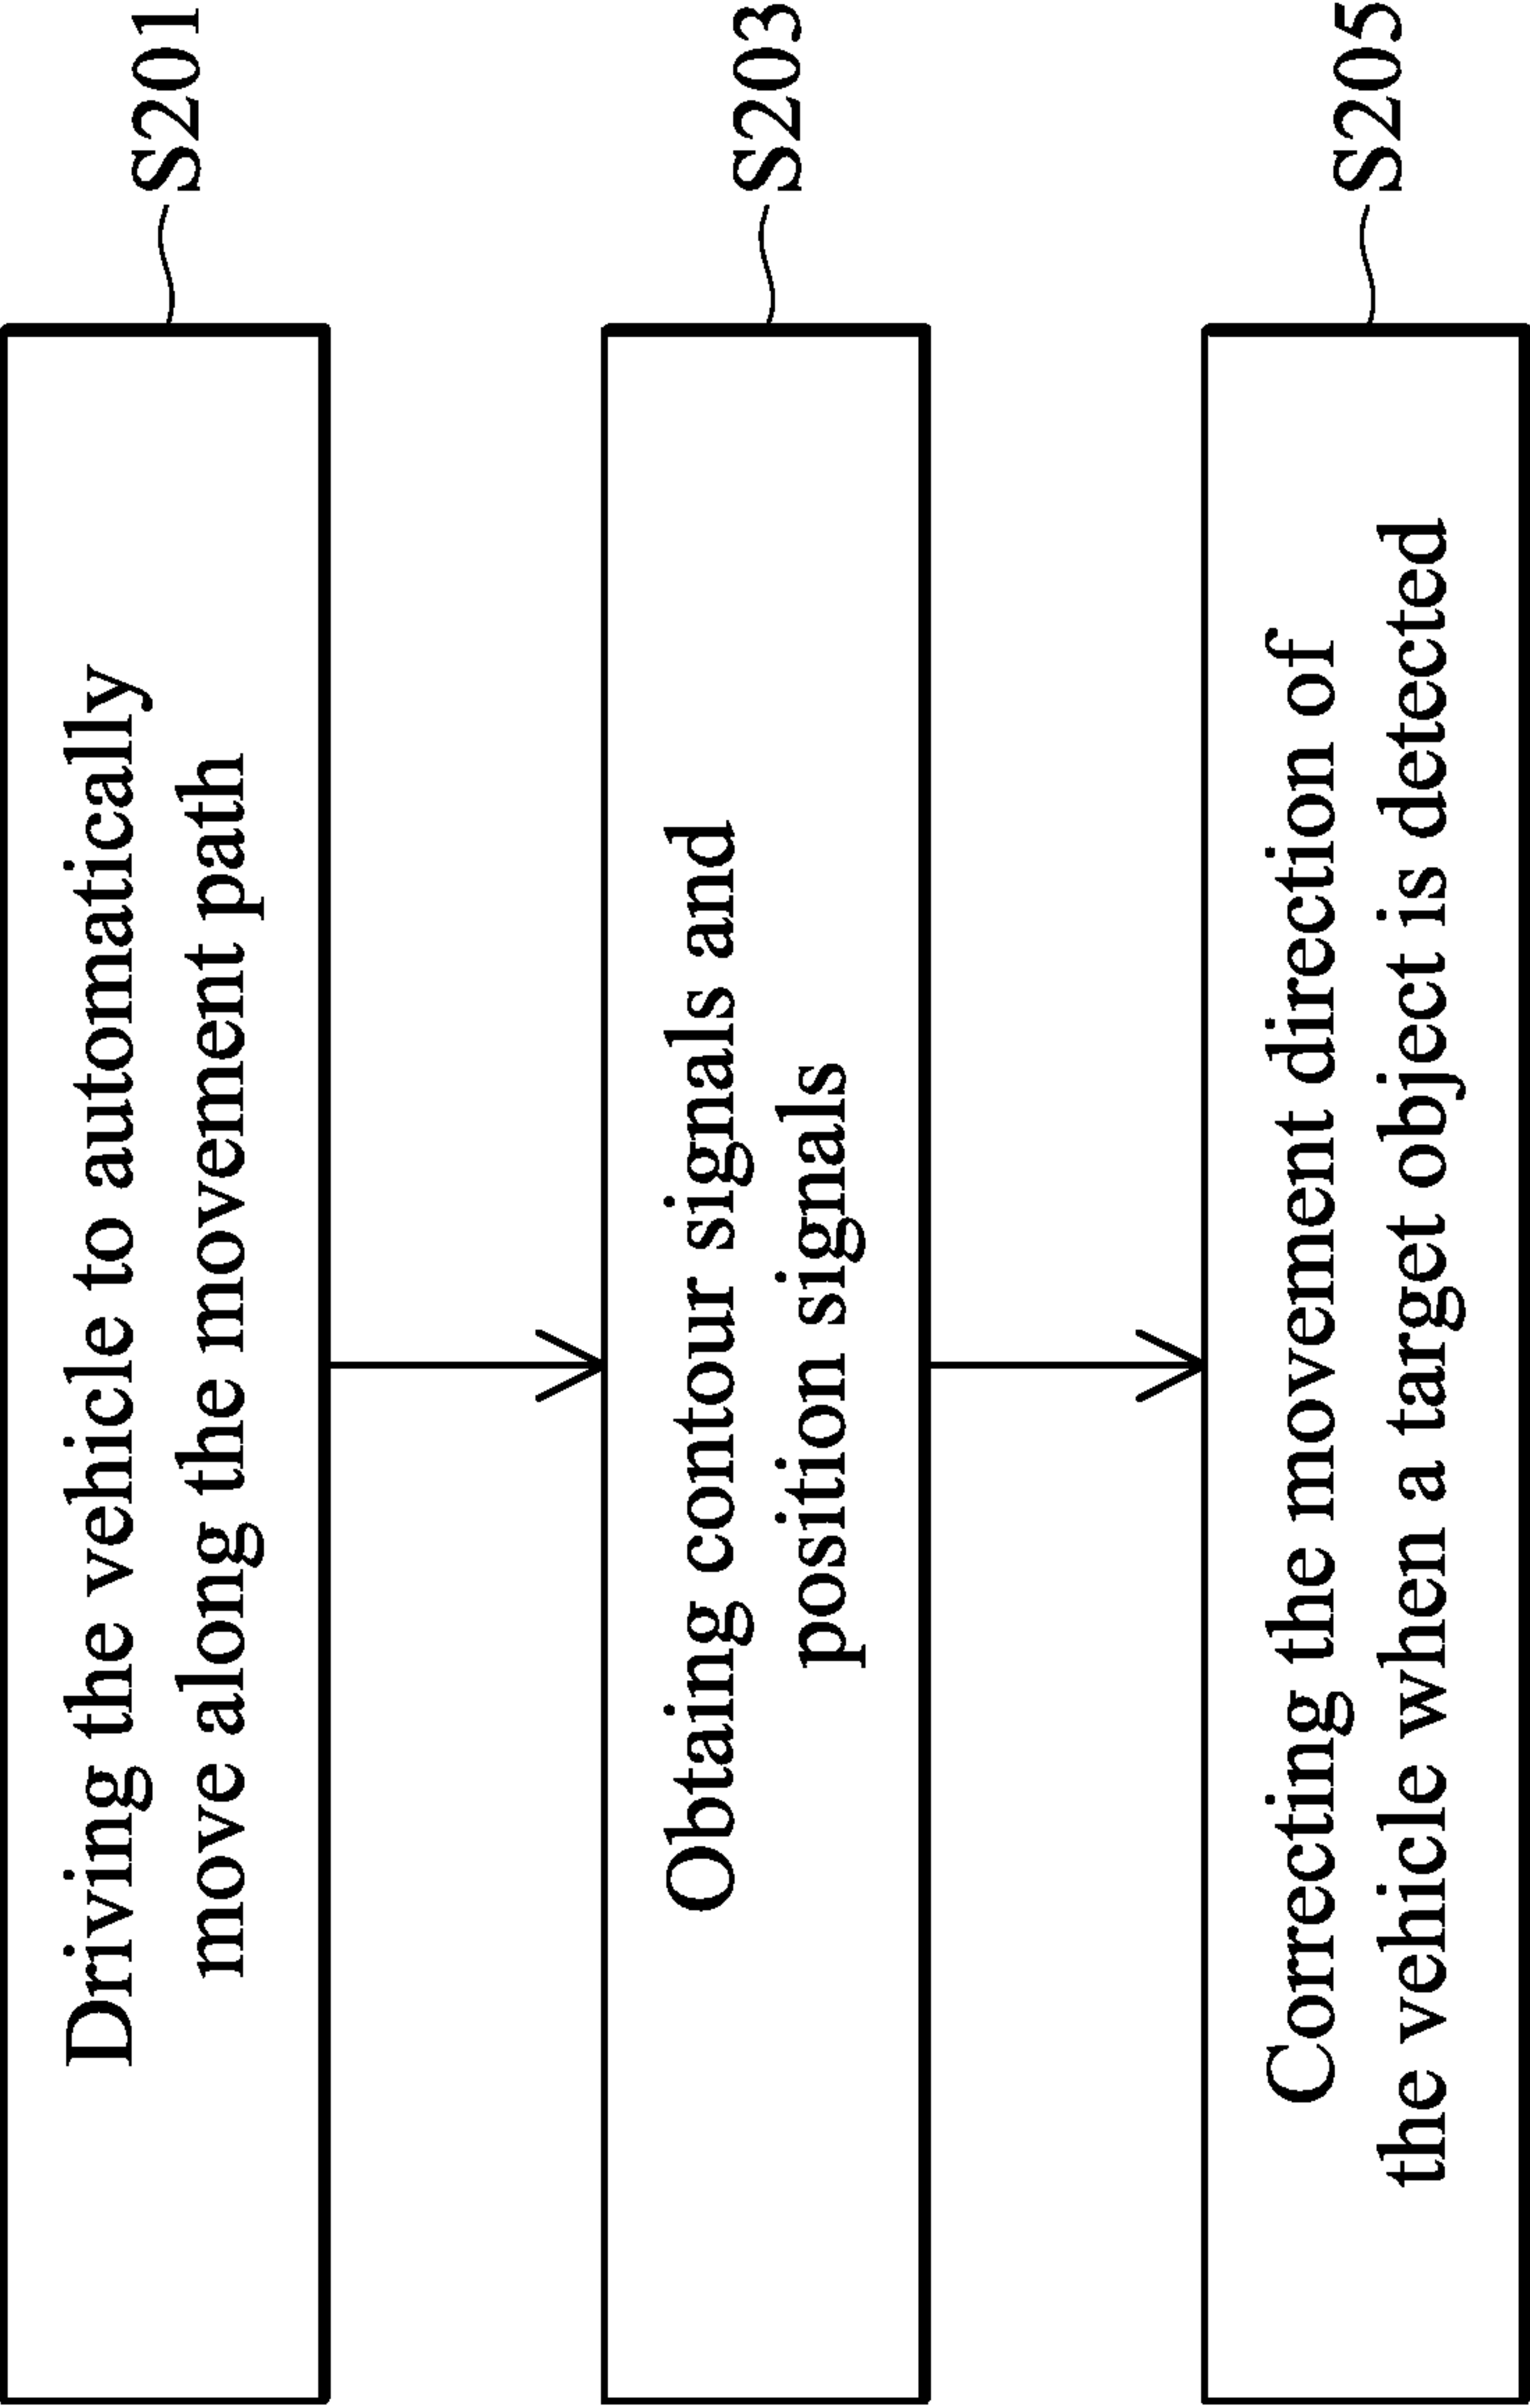 Driving the vehicle to automatically
move along the movement path
S201
Obtaing contour signals and
position signals
S203
Correcting the movement direction of
the vehicle when a target object is detected
S205